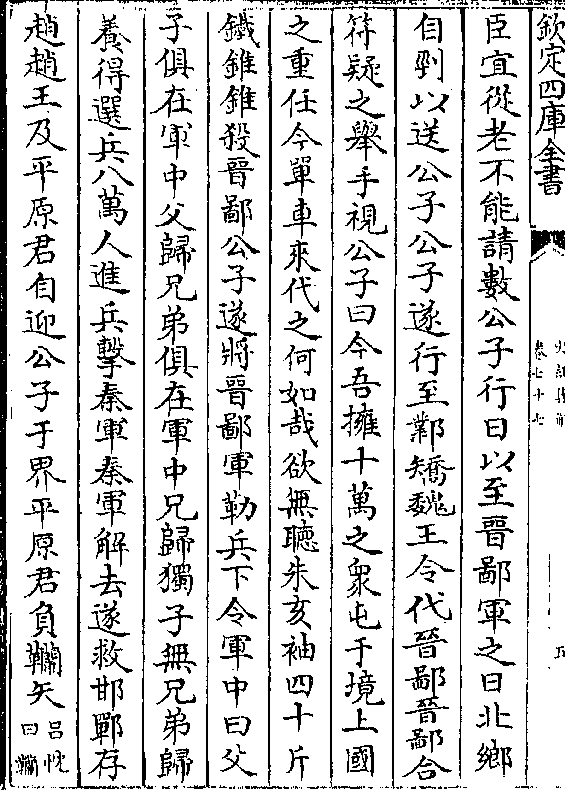 欽定四庫全書
卷七十七
臣宜從老不能請數公子行日以至晉鄙軍之日北鄉
自剄以送公子公子遂行至鄴矯魏王令代晉鄙晉鄙合
符疑之舉手視公子曰今吾擁十萬之衆屯于境上國
之重任今單車來代之何如哉欲無聽朱亥袖四十斤
鐵錐錐殺晉鄙公子遂將晉鄙軍勒兵下令軍中曰父
子俱在軍中父歸兄弟俱在軍中兄歸獨子無兄弟歸
養得選兵八萬人進兵擊秦軍秦軍解去遂救邯鄲存
趙趙王及平原君自迎公子于界平原君負韊矢呂忱
曰韊